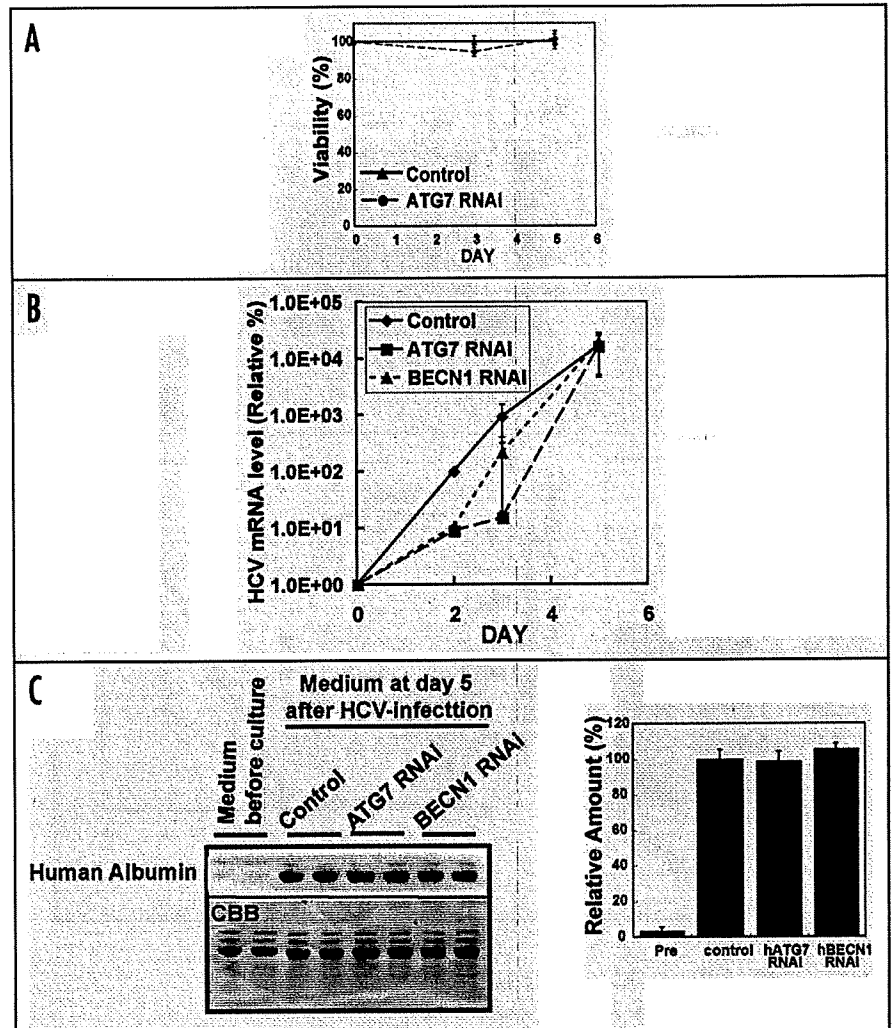 A
Viability (%)
100
80
60
40
20
0
Control
ATG7 RNAI
0 1 2 3 4 5 6
DAY
B
HCV mRNA level (Relative %)
1.0E+05
1.0E+04
1.0E+03
1.0E+02
1.0E+01
1.0E+00
Control
ATG7 RNAI
BECN1 RNAI
0 2 4 6
DAY
C
Medium at day 5
after HCV-infecttion
Medium
before culture
Control
ATG7 RNAI
BECN1 RNAI
Human Albumin
CBB
Relative Amount (%)
120
100
80
60
40
20
0
Pre control hATG7 hBECN1
RNAI RNAI